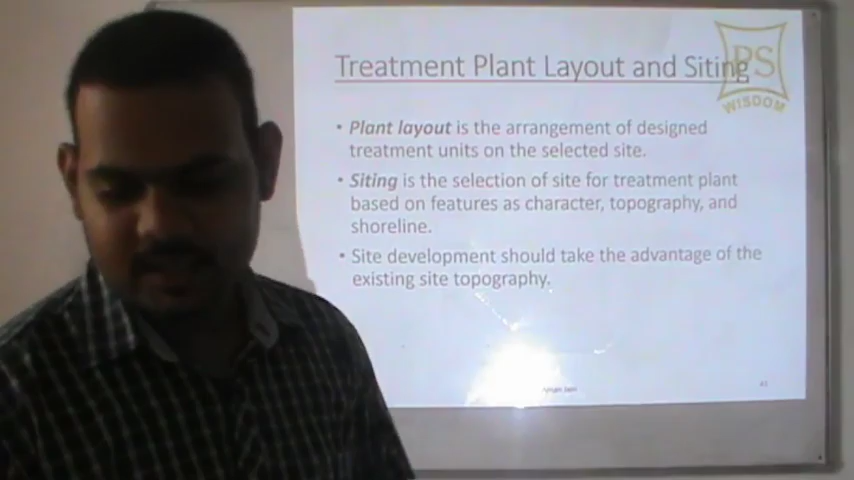 Treatment Plant Layout and Siting
PS
WISDOM
• Plant layout is the arrangement of designed
treatment units on the selected site.
• Siting is the selection of site for treatment plant
based on features as character, topography, and
shoreline.
• Site development should take the advantage of the
existing site topography.